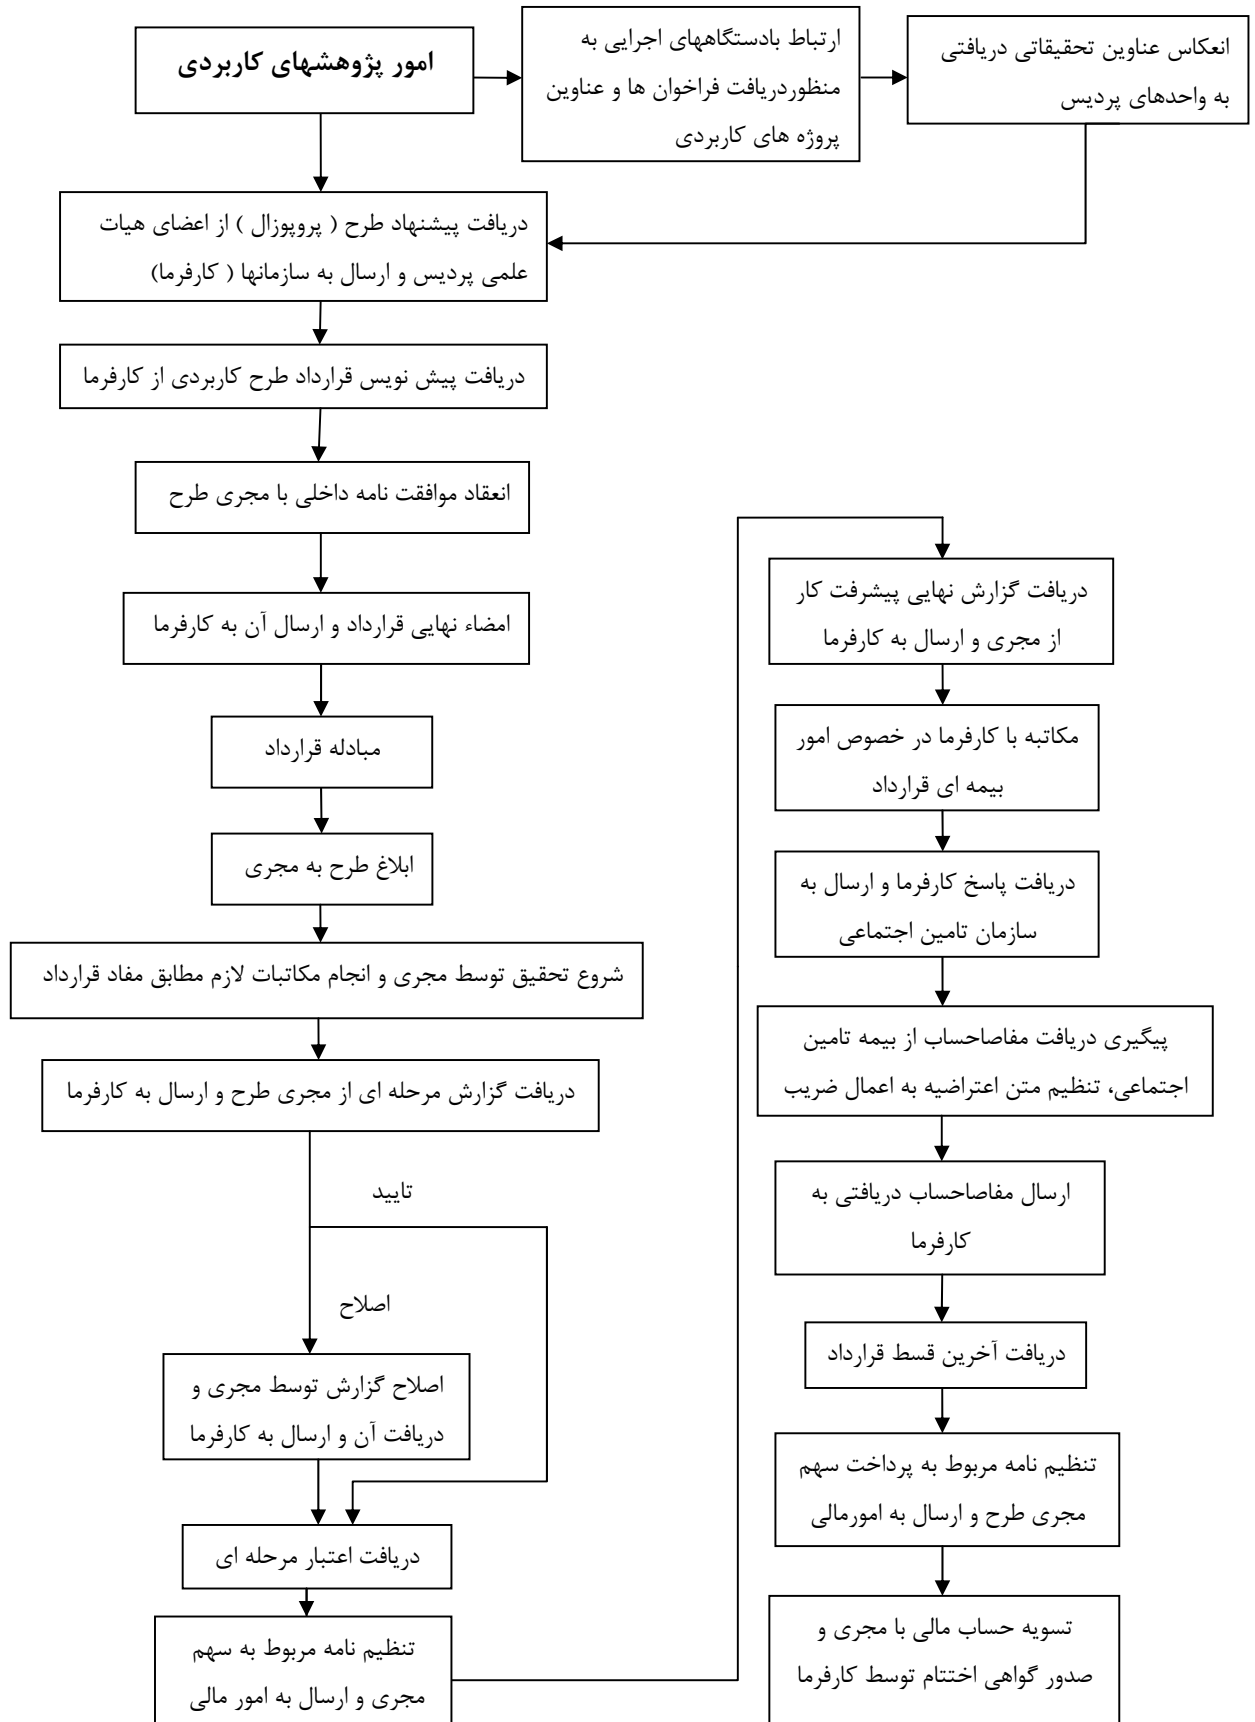 امور پژوهشهای کاربردی
ارتباط بادستگاههای اجرایی به
منظوردریافت فراخوان ها و عناوین
پروژه های کاربردی
انعکاس عناوین تحقیقاتی دریافتی
به واحدهای پردیس
دریافت پیشنهاد طرح ( پروپوزال ) از اعضای هیات
علمی پردیس و ارسال به سازمانها ( کارفرما)
دریافت پیش نویس قرارداد طرح کاربردی از کارفرما
انعقاد موافقت نامه داخلی با مجری طرح
امضاء نهایی قرارداد و ارسال آن به کارفرما
مبادله قرارداد
ابلاغ طرح به مجری
شروع تحقیق توسط مجری و انجام مکاتبات لازم مطابق مفاد قرارداد
دریافت گزارش مرحله ای از مجری طرح و ارسال به کارفرما
تایید
اصلاح
اصلاح گزارش توسط مجری و
دریافت آن و ارسال به کارفرما
دریافت اعتبار مرحله ای
تنظیم نامه مربوط به سهم
مجری و ارسال به امور مالی
دریافت گزارش نهایی پیشرفت کار
از مجری و ارسال به کارفرما
مکاتبه با کارفرما در خصوص امور
بیمه ای قرارداد
دریافت پاسخ کارفرما و ارسال به
سازمان تامین اجتماعی
پیگیری دریافت مفاصاحساب از بیمه تامین
اجتماعی، تنظیم متن اعتراضیه به اعمال ضریب
ارسال مفاصاحساب دریافتی به
کارفرما
دریافت آخرین قسط قرارداد
تنظیم نامه مربوط به پرداخت سهم
مجری طرح و ارسال به امورمالی
تسویه حساب مالی با مجری و
صدور گواهی اختتام توسط کارفرما